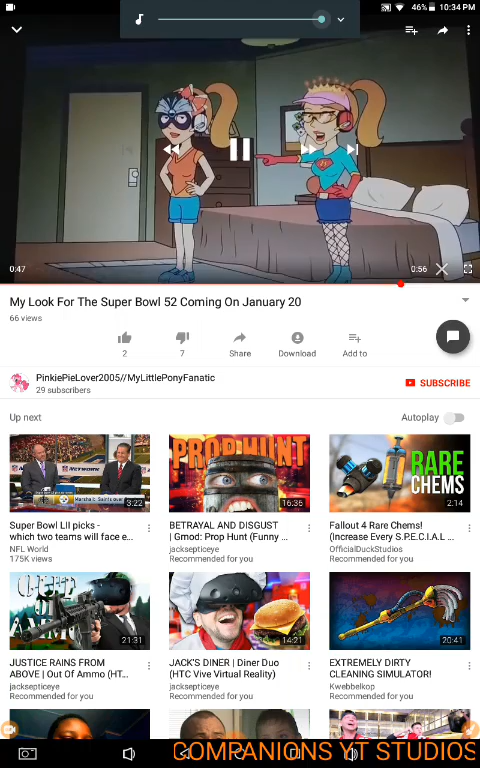 46% 10:34 PM
0:47
0:56
My Look For The Super Bowl 52 Coming On January 20
66 views
2
7
Share
Download
Add to
PinkiePieLover2005//MyLittlePonyFanatic
29 subscribers
SUBSCRIBE
Up next
Autoplay
NETWORK
Marshall: Saints over
3:22
PROP HUNT
16:36
RARE
CHEMS
2:14
Super Bowl LII picks -
which two teams will face e...
NFL World
175K views
BETRAYAL AND DISGUST
| Gmod: Prop Hunt (Funny ...
jacksepticeye
Recommended for you
Fallout 4 Rare Chems!
(Increase Every S.P.E.C.I.A.L ...
OfficialDuckStudios
Recommended for you
21:31
14:21
20:41
JUSTICE RAINS FROM
ABOVE | Out Of Ammo (HT...
jacksepticeye
Recommended for you
JACK'S DINER | Diner Duo
(HTC Vive Virtual Reality)
jacksepticeye
Recommended for you
EXTREMELY DIRTY
CLEANING SIMULATOR!
Kwebbelkop
Recommended for you
COMPANIONS YT STUDIOS